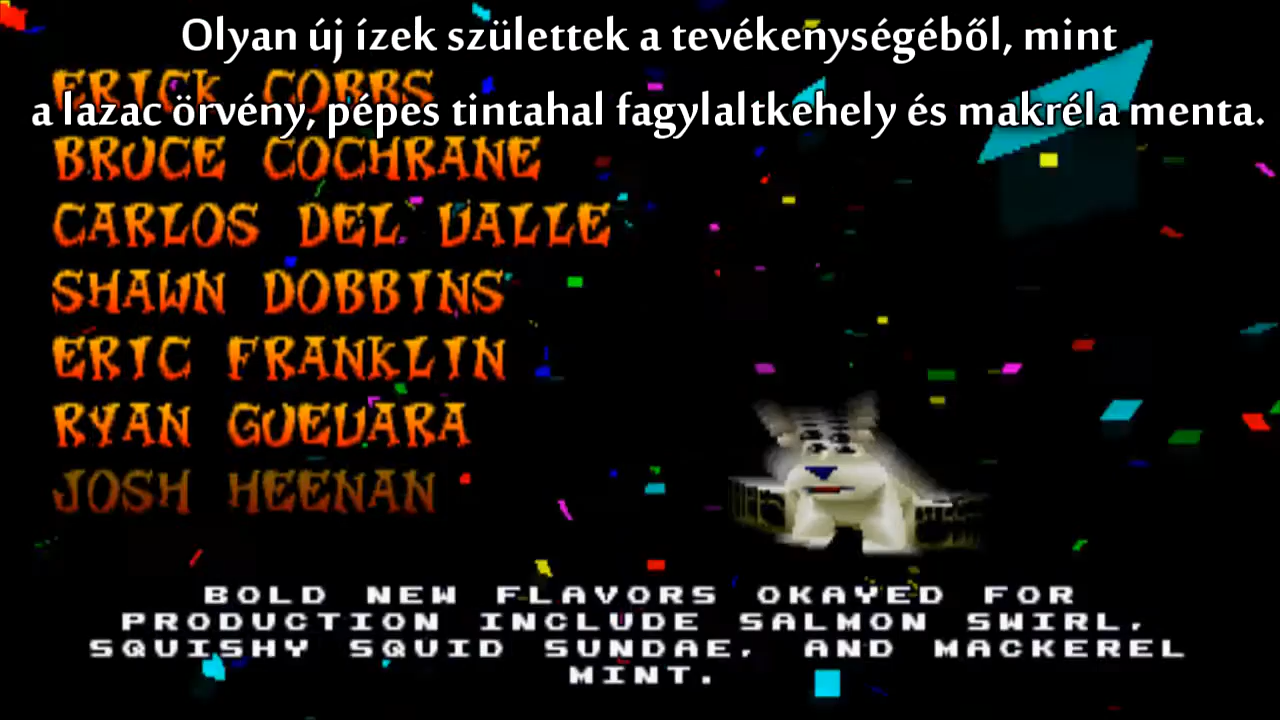 Olyan új ízek születtek a tevékenységéből, mint
a lazac örvény, pépes tintahal fagylaltkehely és makréla menta.
ERICK COBBS
BRUCE COCHRANE
CARLOS DEL VALLE
SHAWN DOBBINS
ERIC FRANKLIN
RYAN GUEVARA
JOSH HEENAN
BOLD NEW FLAVORS OKAYED FOR
PRODUCTION INCLUDE SALMON SWIRL,
SQUISHY SQUID SUNDAE, AND MACKEREL
MINT.